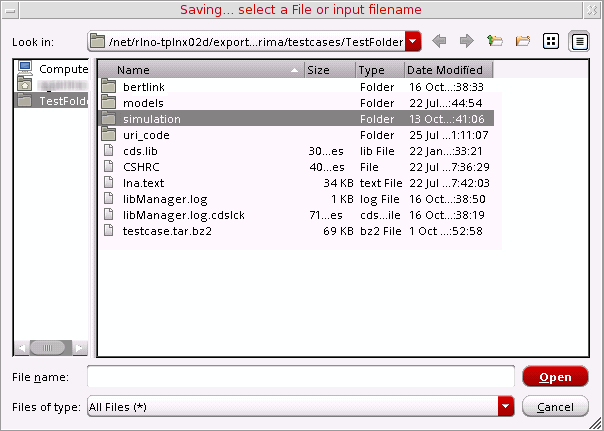 Saving... select a File or input filename
Look in: /net/rlno-tplnx02d/export...rima/testcases/TestFolder
Compute
TestFold
Name Size Type Date Modified
bertlink Folder 16 Oct...:38:33
models Folder 22 Jul...:44:54
simulation Folder 13 Oct...:41:06
uri_code Folder 25 Jul...1:11:07
cds.lib 30...es lib File 22 Jan...:33:21
CSHRC 40...es File 22 Jul...7:36:29
lna.text 34 KB text File 22 Jul...7:42:03
libManager.log 1 KB log File 16 Oct...:38:50
libManager.log.cdslck 71...es cds...ile 16 Oct...:38:19
testcase.tar.bz2 69 KB bz2 File 1 Oct...:52:58
File name: Open
Files of type: All Files (*) Cancel